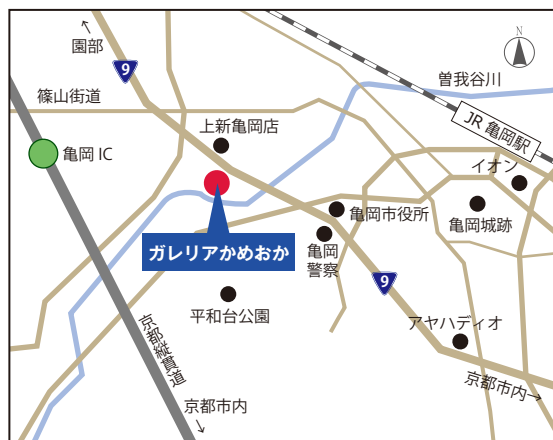 ↖
園部
9
N
曽我谷川
篠山街道
JR 亀岡駅
上新亀岡店
亀岡 IC
イオン
亀岡市役所
亀岡城跡
ガレリアかめおか
亀岡
警察
9
平和台公園
アヤハディオ
京都縦貫道
京都市内→
京都市内
↘